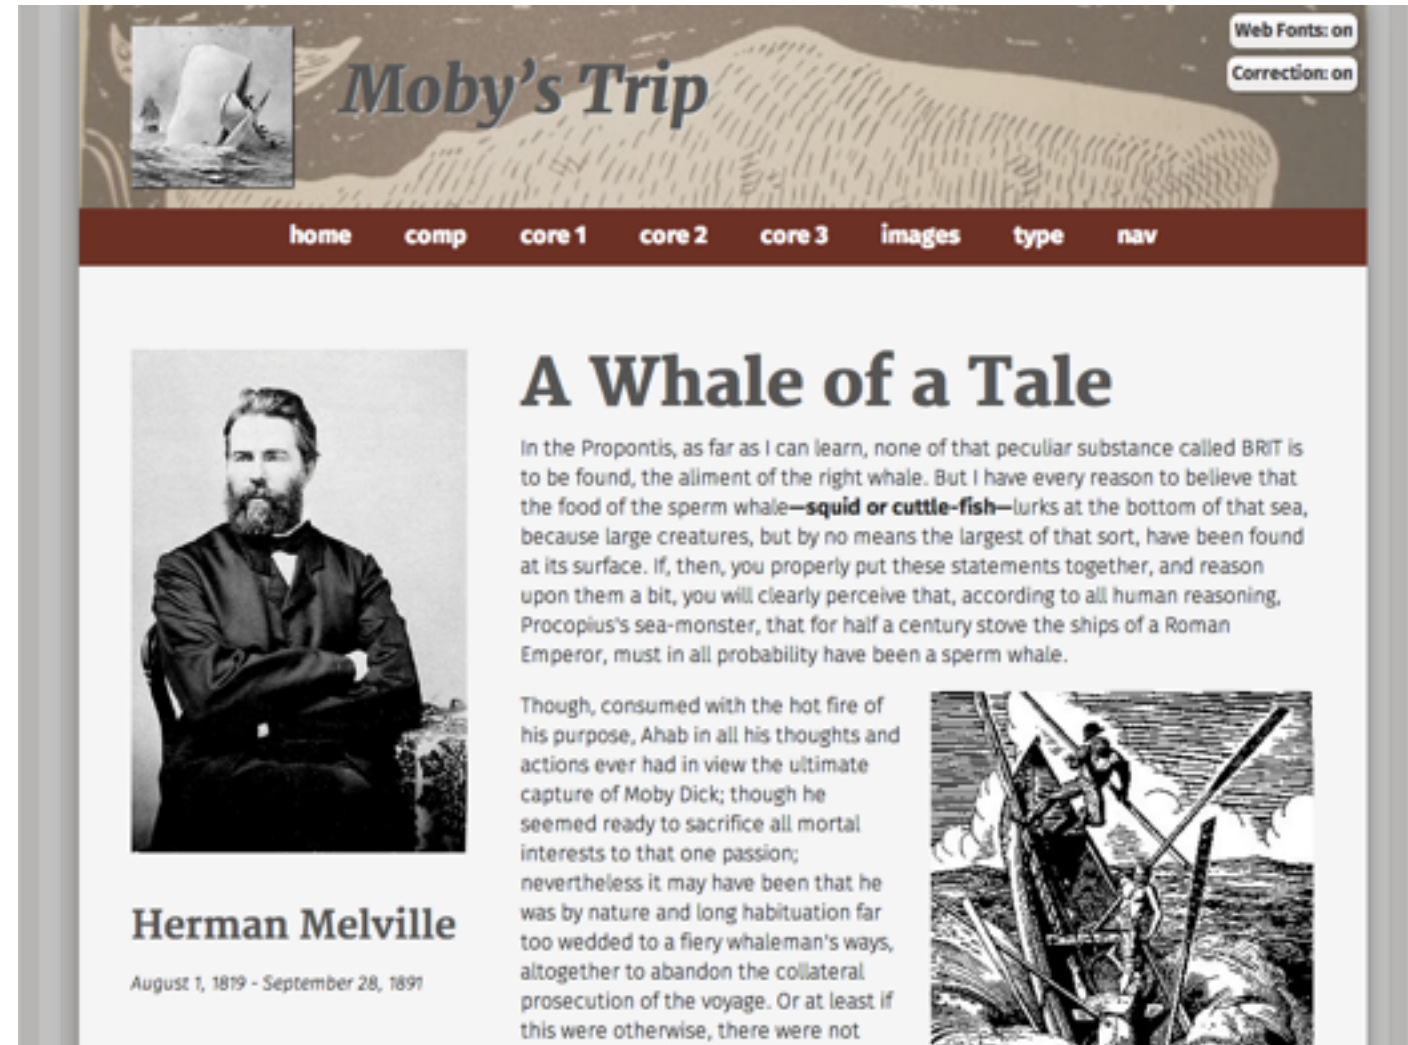 Web Fonts: on
Correction: on
Moby's Trip
home comp core 1 core 2 core 3 images type nav
A Whale of a Tale
In the Propontis, as far as I can learn, none of that peculiar substance called BRIT is
to be found, the aliment of the right whale. But I have every reason to believe that
the food of the sperm whale—squid or cuttle-fish—lurks at the bottom of that sea,
because large creatures, but by no means the largest of that sort, have been found
at its surface. If, then, you properly put these statements together, and reason
upon them a bit, you will clearly perceive that, according to all human reasoning,
Procopius's sea-monster, that for half a century stove the ships of a Roman
Emperor, must in all probability have been a sperm whale.
Though, consumed with the hot fire of
his purpose, Ahab in all his thoughts and
actions ever had in view the ultimate
capture of Moby Dick; though he
seemed ready to sacrifice all mortal
interests to that one passion;
nevertheless it may have been that he
was by nature and long habituation far
too wedded to a fiery whaleman's ways,
altogether to abandon the collateral
prosecution of the voyage. Or at least if
this were otherwise, there were not
Herman Melville
August 1, 1819 - September 28, 1891